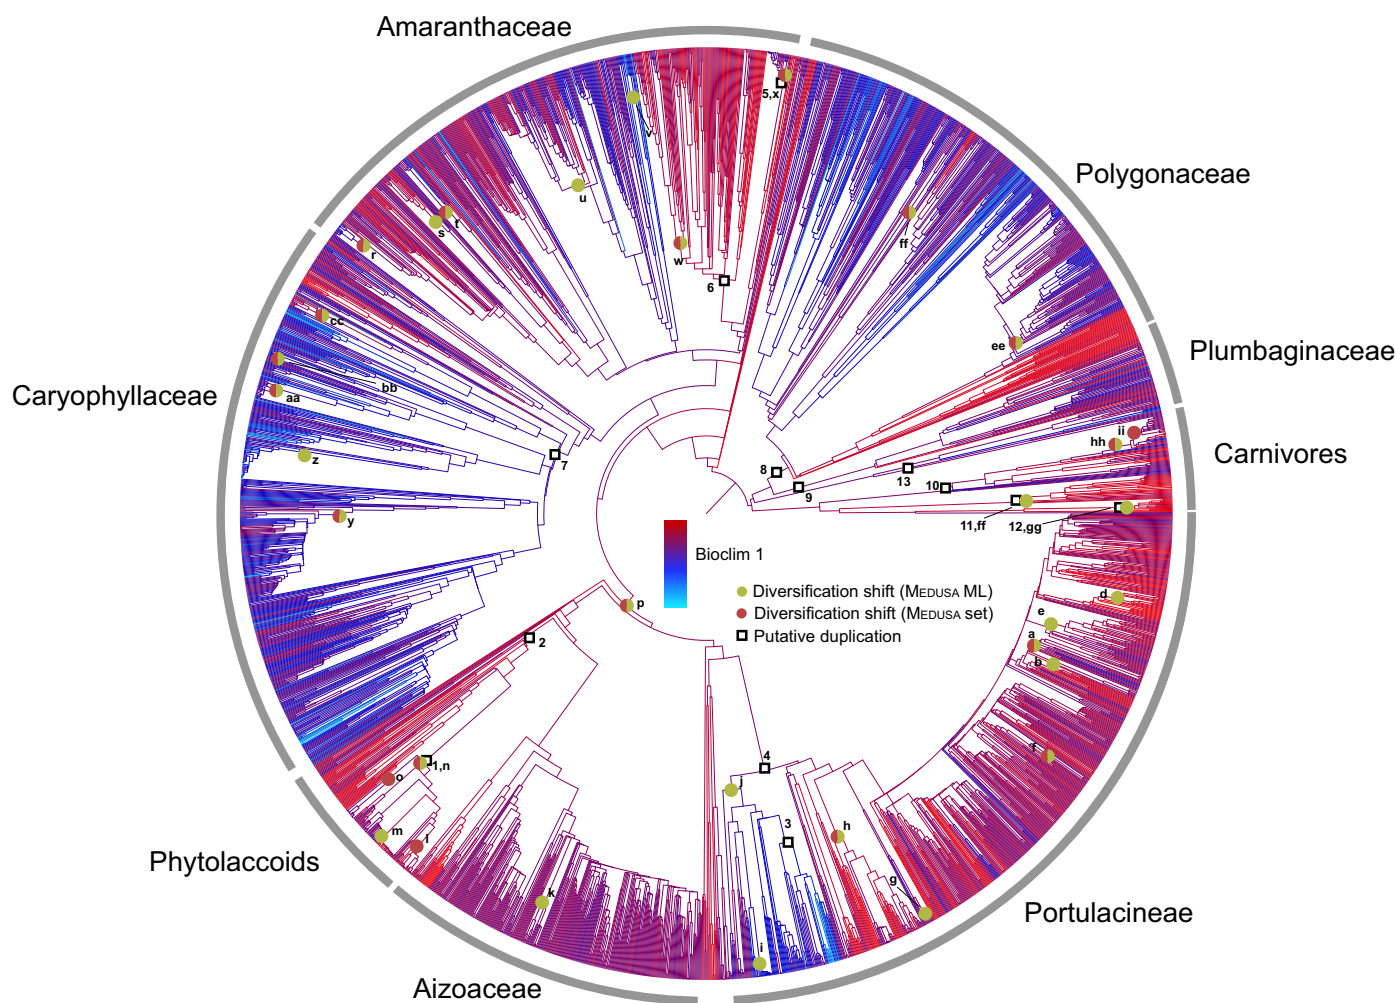 Amaranthaceae
5,x
v
Polygonaceae
u
t
s
ff
r
w
6
cc
ee
Plumbaginaceae
bb
Caryophyllaceae
aa
ii
hh
Carnivores
z
7
8
13
10
9
11,ff
12,gg
y
Bioclim 1
Diversification shift (MEDUSA ML)
d
p
Diversification shift (MEDUSA set)
e
2
Putative duplication
a
b
f
4
1,n
o
j
3
h
m
l
Phytolaccoids
g
k
Portulacineae
i
Aizoaceae